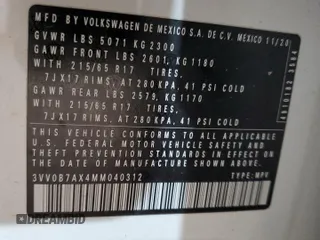 MFD BY VOLKSWAGEN DE MEXICO S.A. DE C.V. MEXICO 11/20
GVWR LBS 5071 KG 2300
GAWR FRONT LBS 2601, KG 1180
WITH 215/65 R17 TIRES.
7JX17 RIMS, AT 280 KPA, 41 PSI COLD
GAWR REAR LBS 2579, KG 1170
WITH 215/65 R17 TIRES.
7JX17 RIMS, AT 280 KPA, 41 PSI COLD
THIS VEHICLE CONFORMS TO ALL APPLICABLE
U.S. FEDERAL MOTOR VEHICLE SAFETY STANDARDS
IN EFFECT ON THE DATE OF MANUFACTURE SHOWN ABOVE.
3VV0B7AX4MM040312 TYPE: MPV
DREAMBID